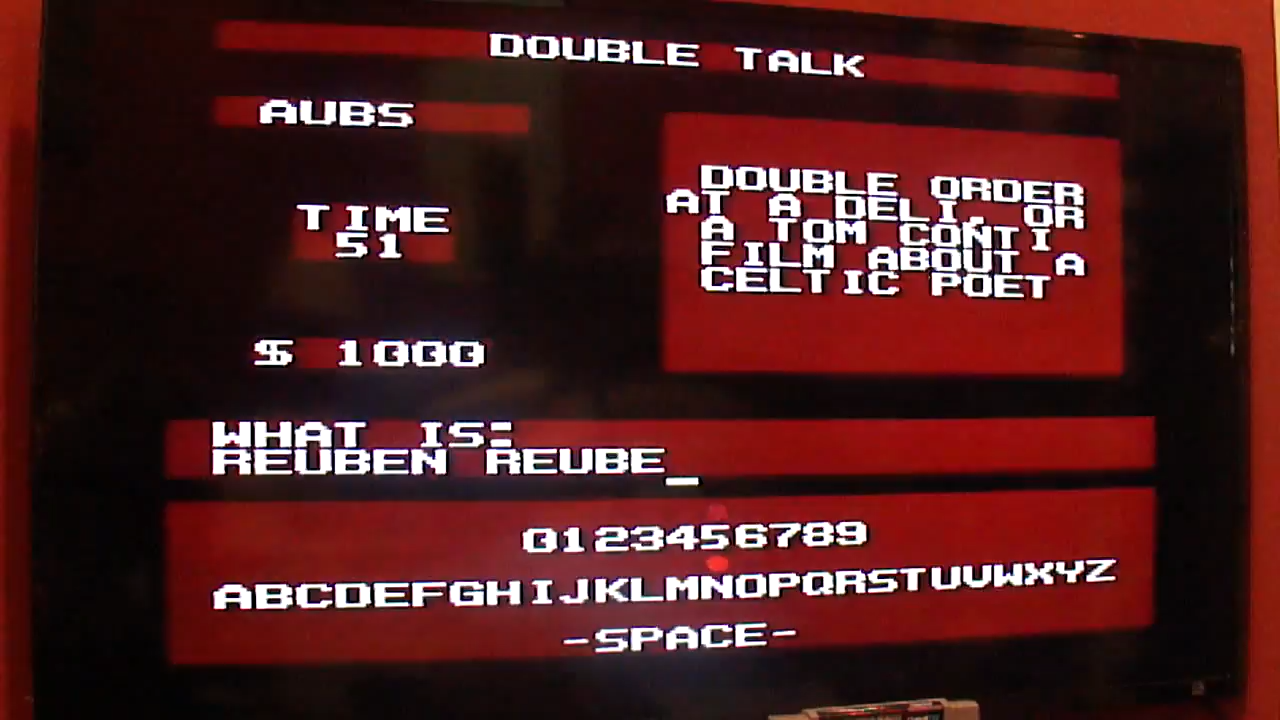 DOUBLE TALK
AUBS
TIME
51
$ 1000
DOUBLE ORDER
AT A DELI, OR
A TOM CONTI
FILM ABOUT A
CELTIC POET
WHAT IS:
REUBEN REUBE_
0123456789
ABCDEFGHIJKLMNOPQRSTUVWXYZ
-SPACE-